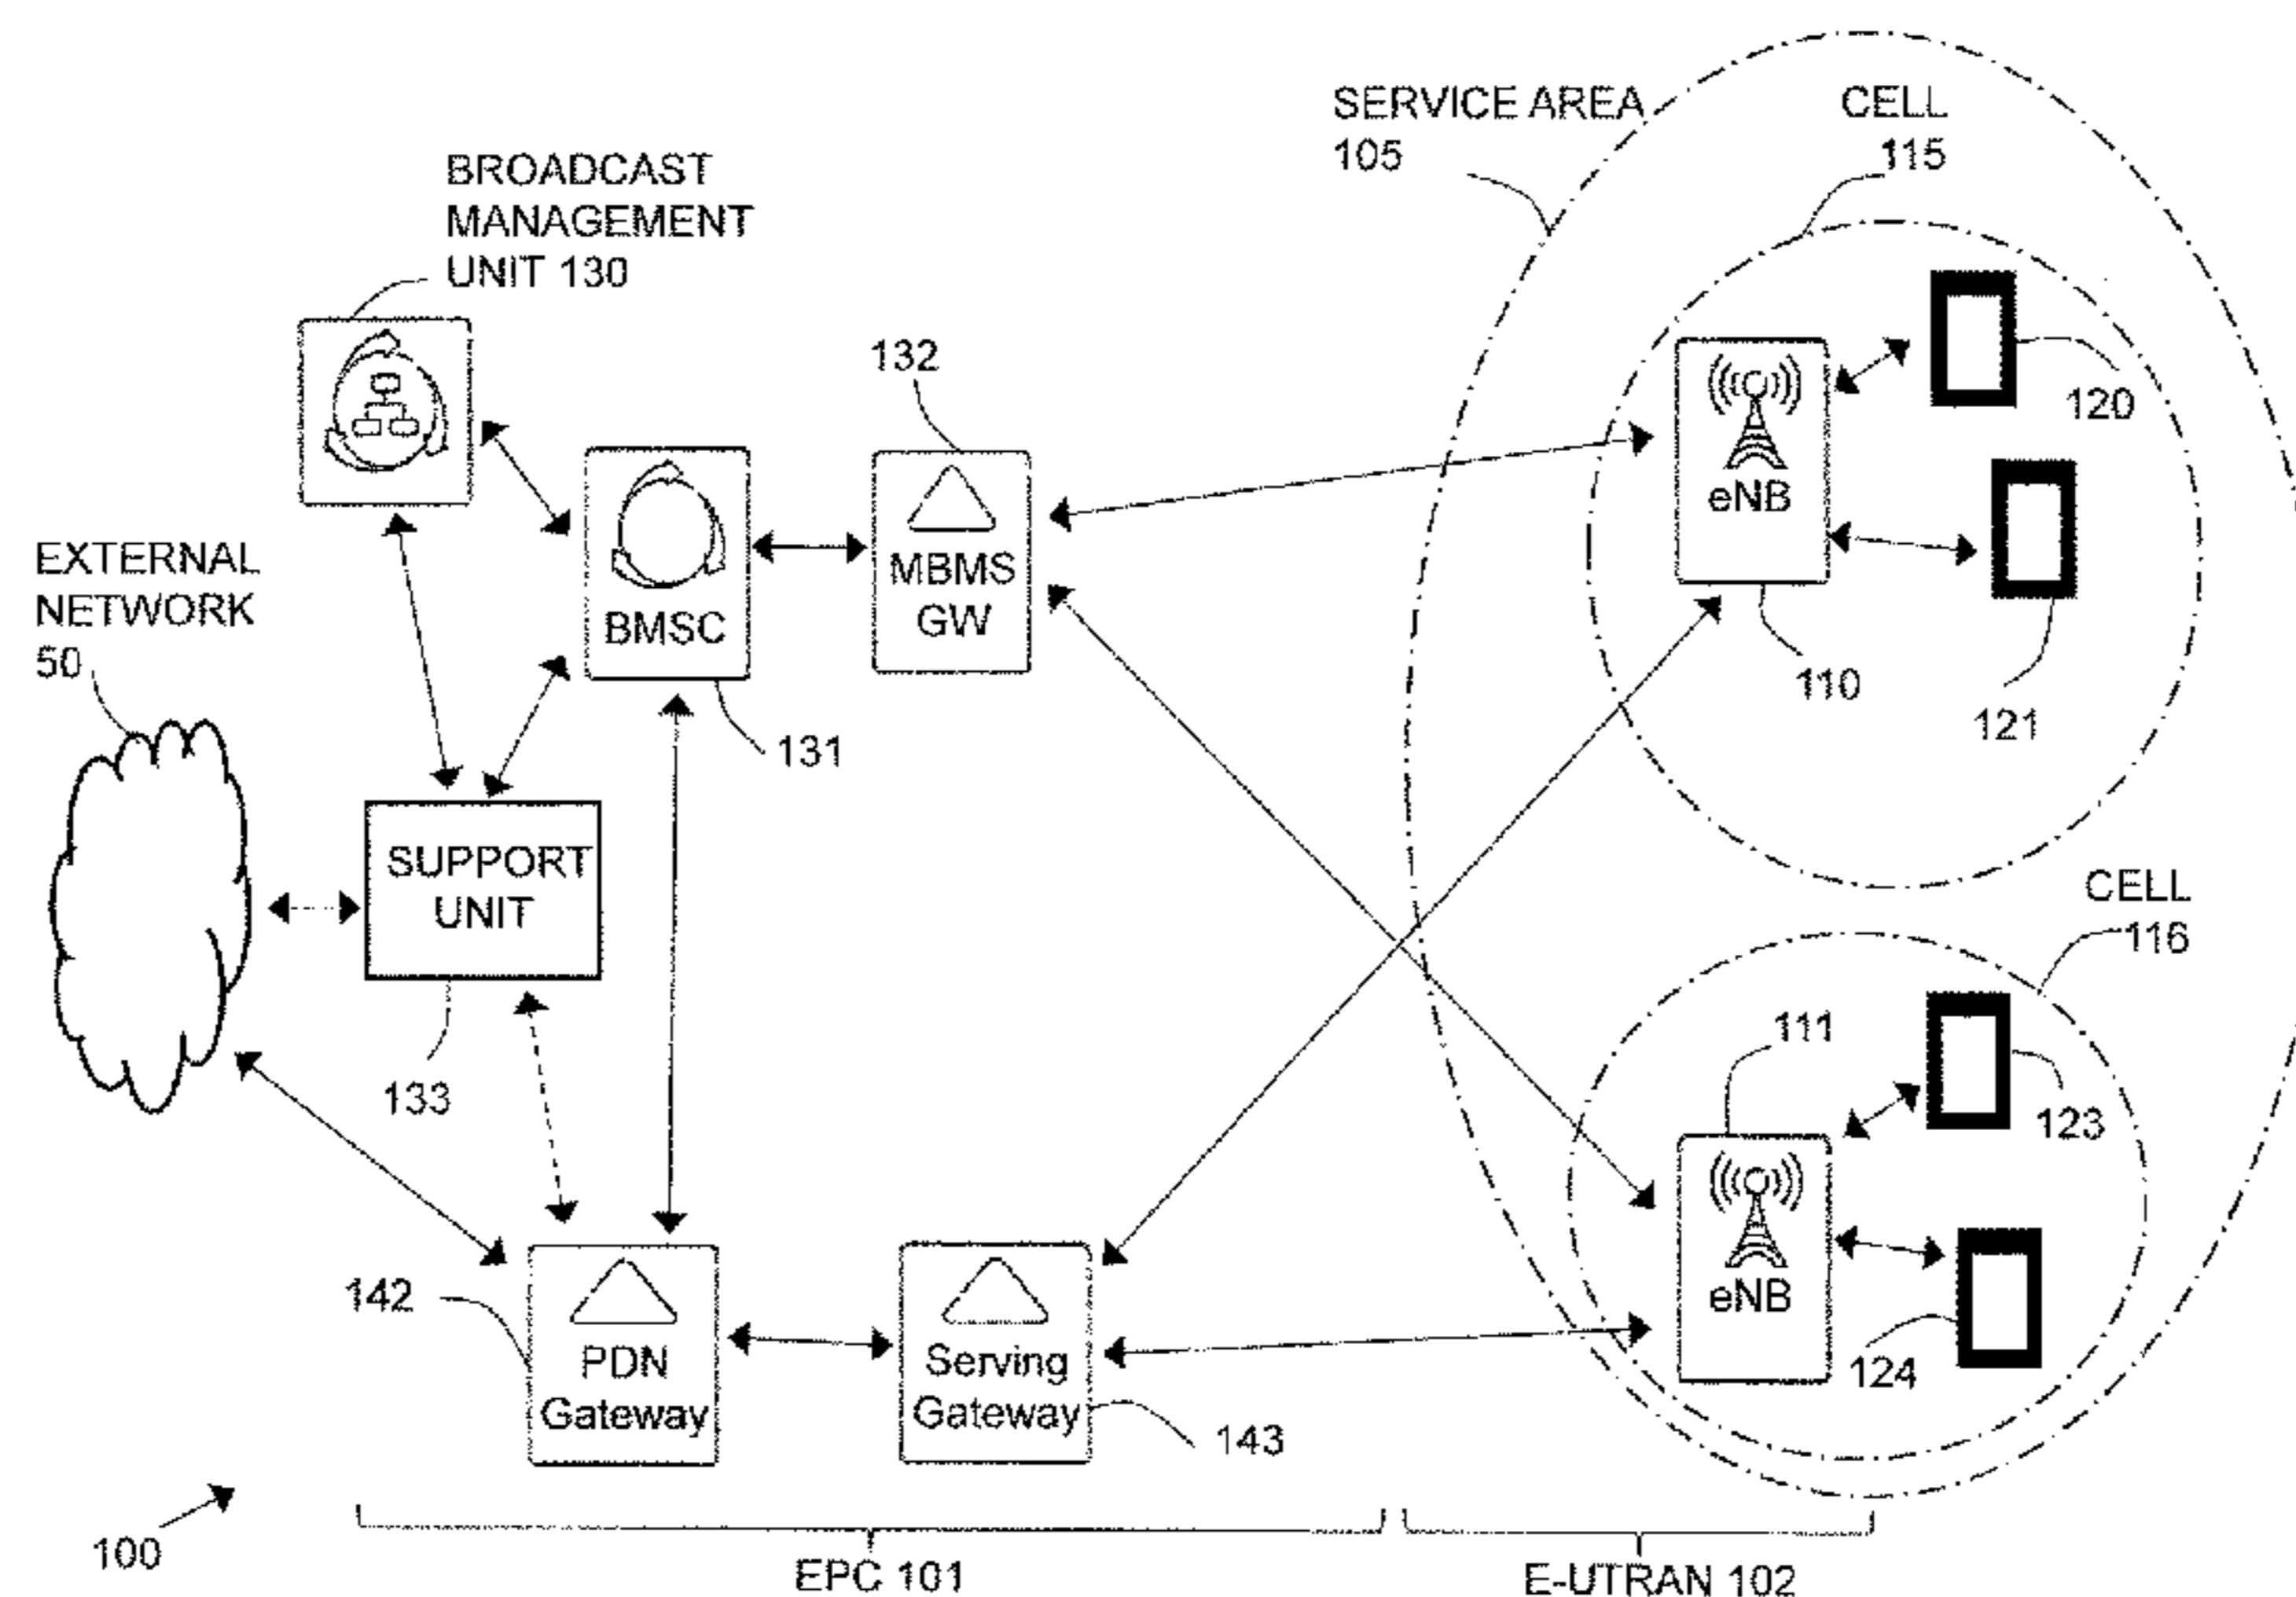 SERVICE AREA
105
CELL
115
BROADCAST
MANAGEMENT
UNIT 130
132
120
eNB
EXTERNAL
NETWORK
50
BMSC
MBMS
GW
110
121
131
SUPPORT
UNIT
CELL
116
111
133
123
142
PDN
Gateway
Serving
Gateway
143
eNB
124
100
EPC 101
E-UTRAN 102